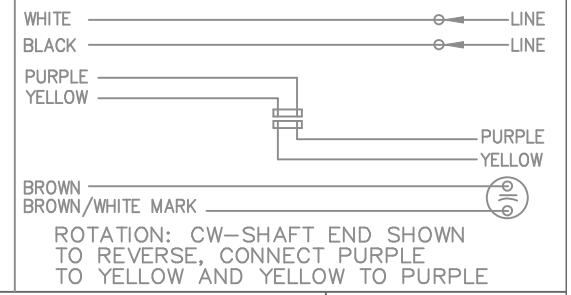 WHITE LINE
BLACK LINE
PURPLE
YELLOW
PURPLE
YELLOW
BROWN
BROWN/WHITE MARK
ROTATION: CW-SHAFT END SHOWN
TO REVERSE, CONNECT PURPLE
TO YELLOW AND YELLOW TO PURPLE